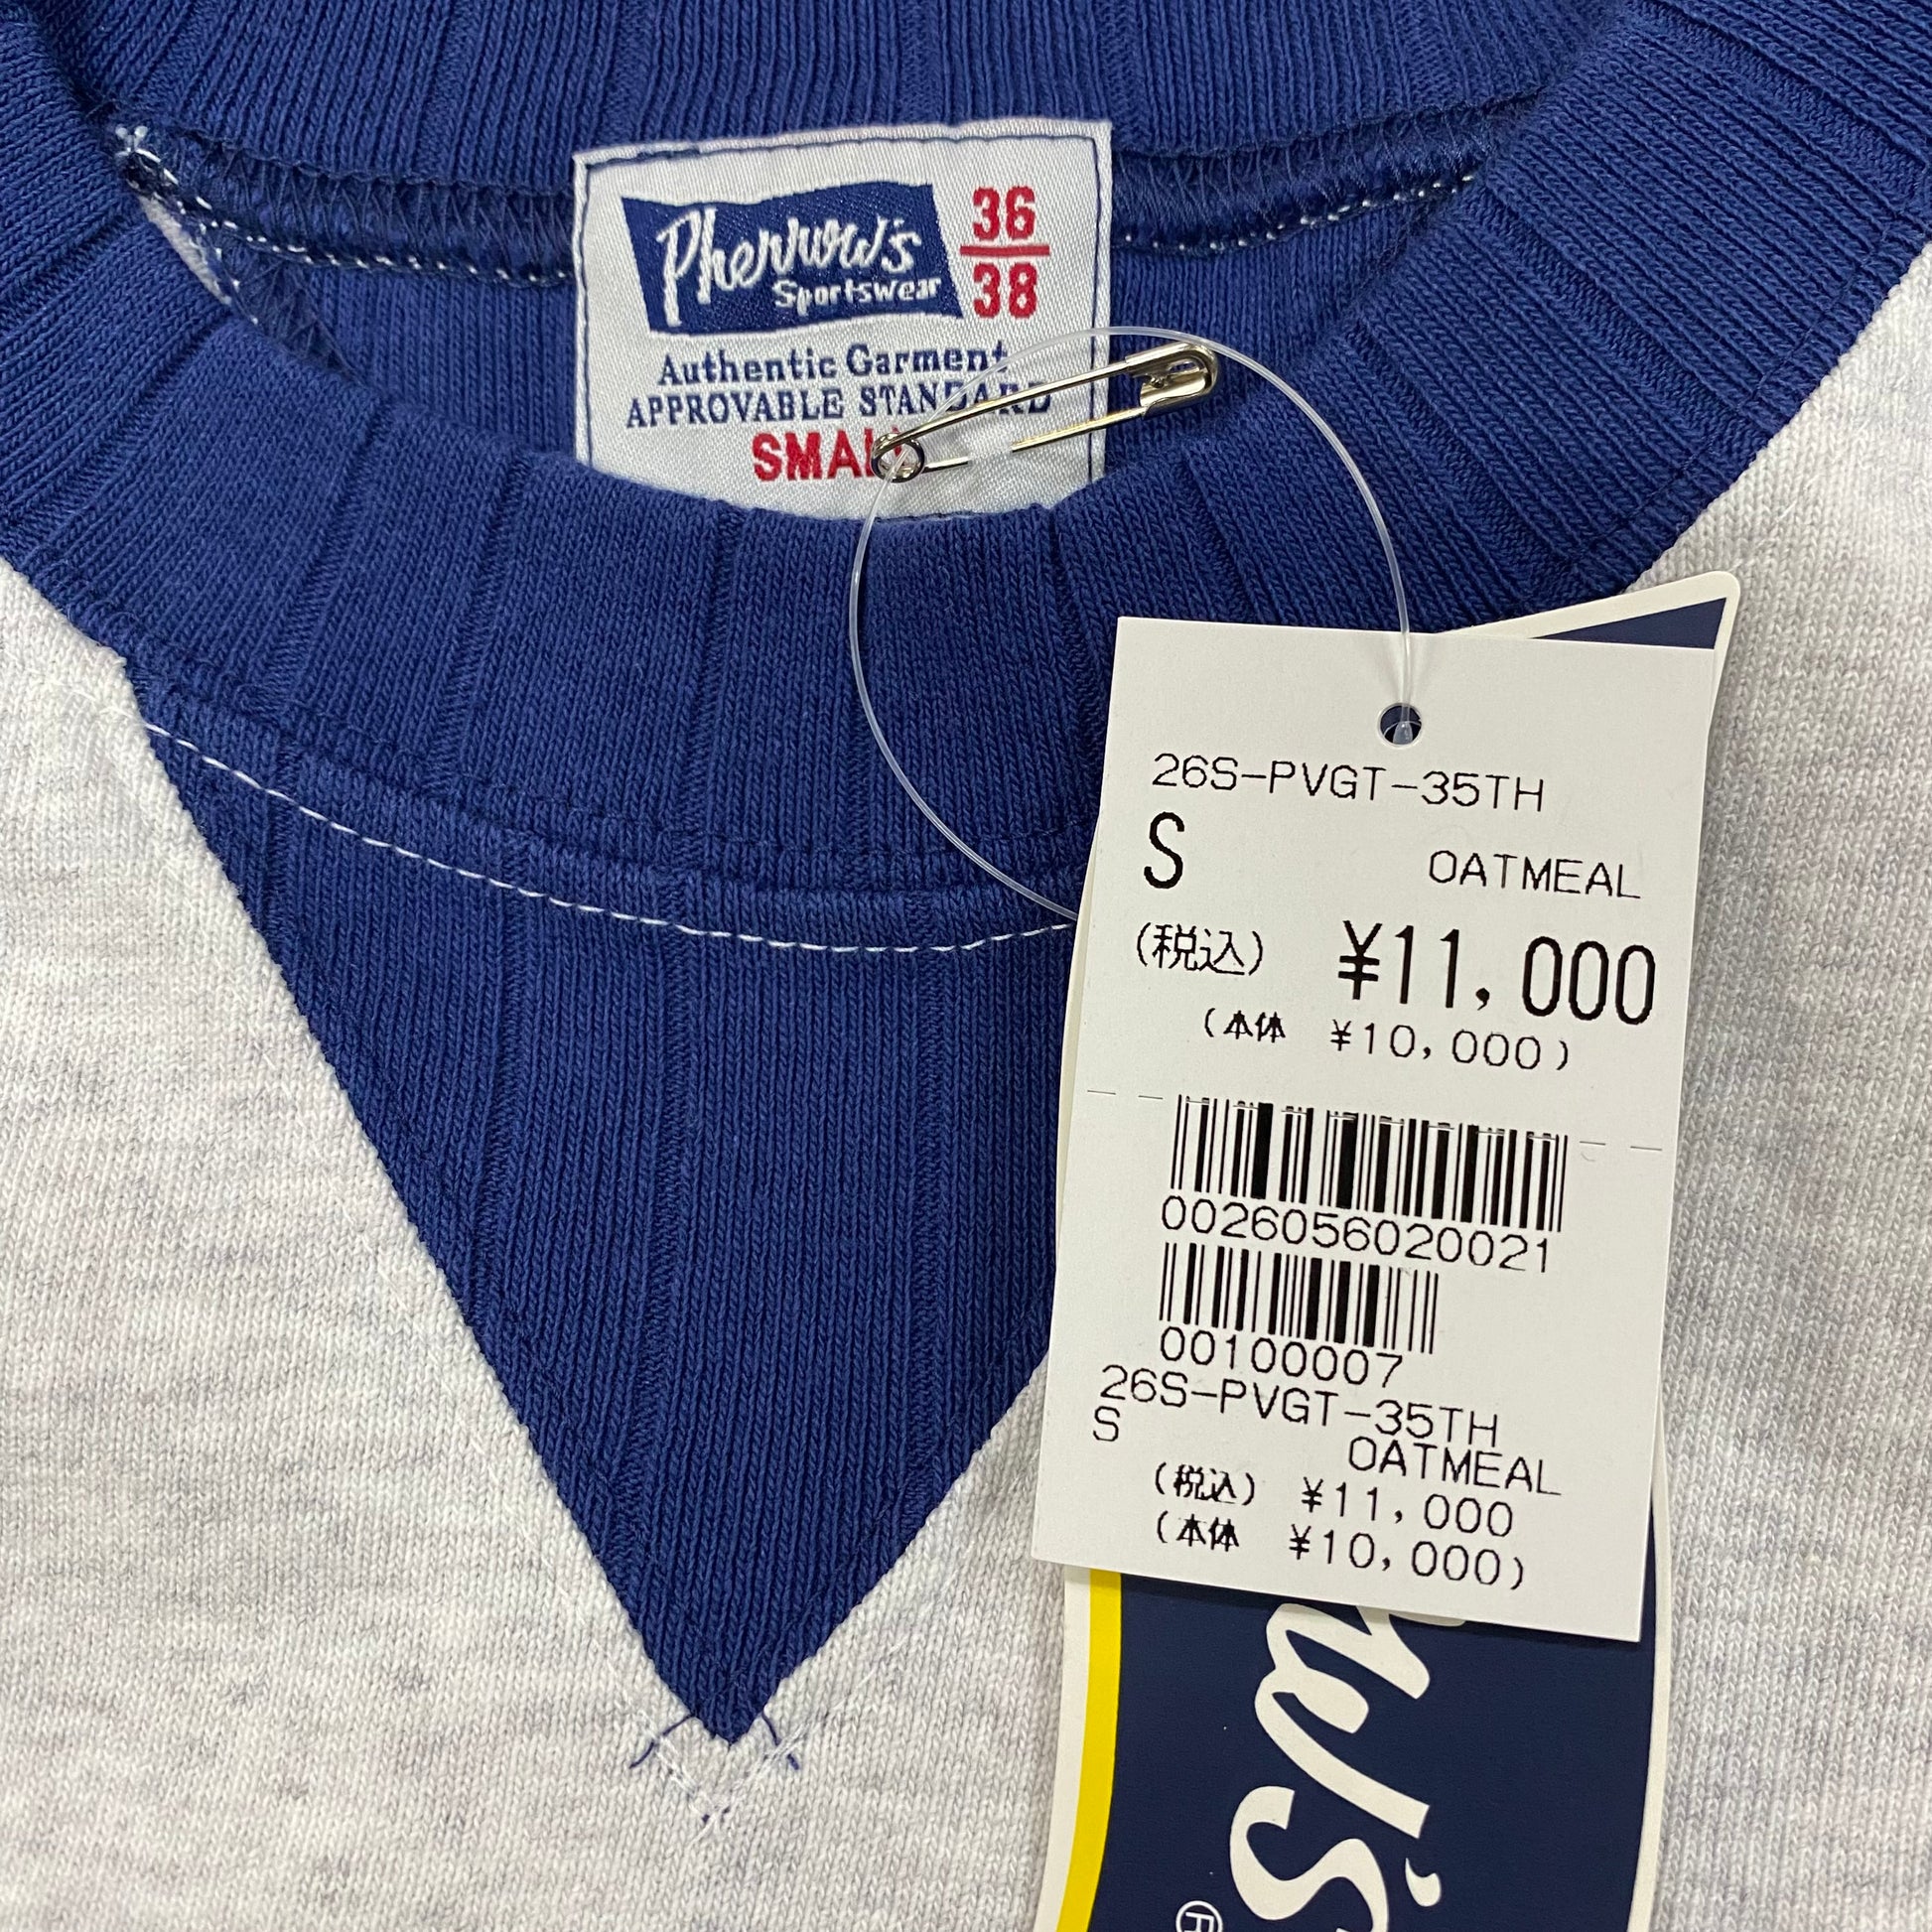 Pherrow's
Sportswear
36
38
Authentic Garment
APPROVABLE STANDARD
SMALL
26S-PVGT-35TH
S
OATMEAL
(税込) ¥11,000
(本体 ¥10,000)
0026056020021
00100007
26S-PVGT-35TH
S
OATMEAL
(税込) ¥11,000
(本体 ¥10,000)
w's
®